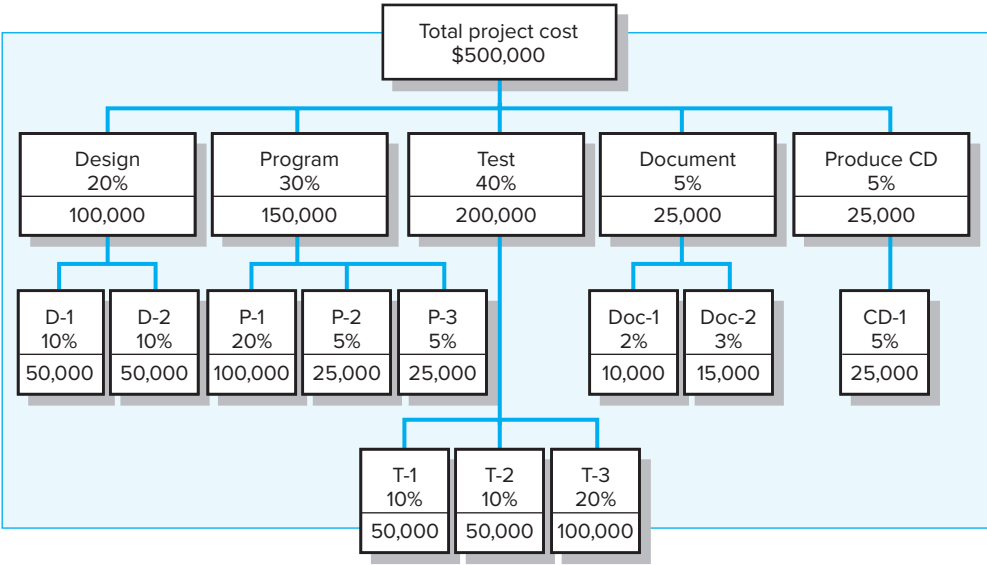 Total project cost
$500,000
Design
20%
100,000
Program
30%
150,000
Test
40%
200,000
Document
5%
25,000
Produce CD
5%
25,000
D-1
10%
50,000
D-2
10%
50,000
P-1
20%
100,000
P-2
5%
25,000
P-3
5%
25,000
Doc-1
2%
10,000
Doc-2
3%
15,000
CD-1
5%
25,000
T-1
10%
50,000
T-2
10%
50,000
T-3
20%
100,000